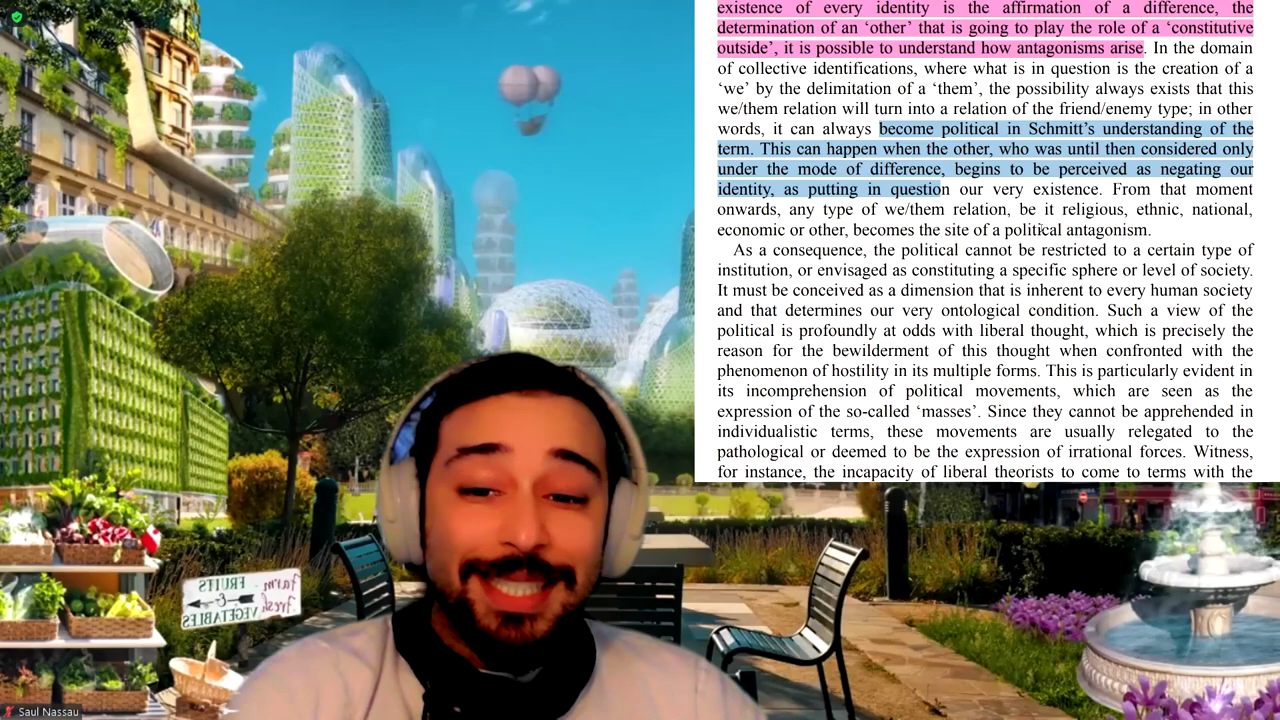 existence of every identity is the affirmation of a difference, the
determination of an ‘other’ that is going to play the role of a ‘constitutive
outside’, it is possible to understand how antagonisms arise. In the domain
of collective identifications, where what is in question is the creation of a
‘we’ by the delimitation of a ‘them’, the possibility always exists that this
we/them relation will turn into a relation of the friend/enemy type; in other
words, it can always become political in Schmitt’s understanding of the
term. This can happen when the other, who was until then considered only
under the mode of difference, begins to be perceived as negating our
identity, as putting in question our very existence. From that moment
onwards, any type of we/them relation, be it religious, ethnic, national,
economic or other, becomes the site of a political antagonism.
As a consequence, the political cannot be restricted to a certain type of
institution, or envisaged as constituting a specific sphere or level of society.
It must be conceived as a dimension that is inherent to every human society
and that determines our very ontological condition. Such a view of the
political is profoundly at odds with liberal thought, which is precisely the
reason for the bewilderment of this thought when confronted with the
phenomenon of hostility in its multiple forms. This is particularly evident in
its incomprehension of political movements, which are seen as the
expression of the so-called ‘masses’. Since they cannot be apprehended in
individualistic terms, these movements are usually relegated to the
pathological or deemed to be the expression of irrational forces. Witness,
for instance, the incapacity of liberal theorists to come to terms with the
Farm Fresh
FRUITS
&
VEGETABLES
Saul Nassau